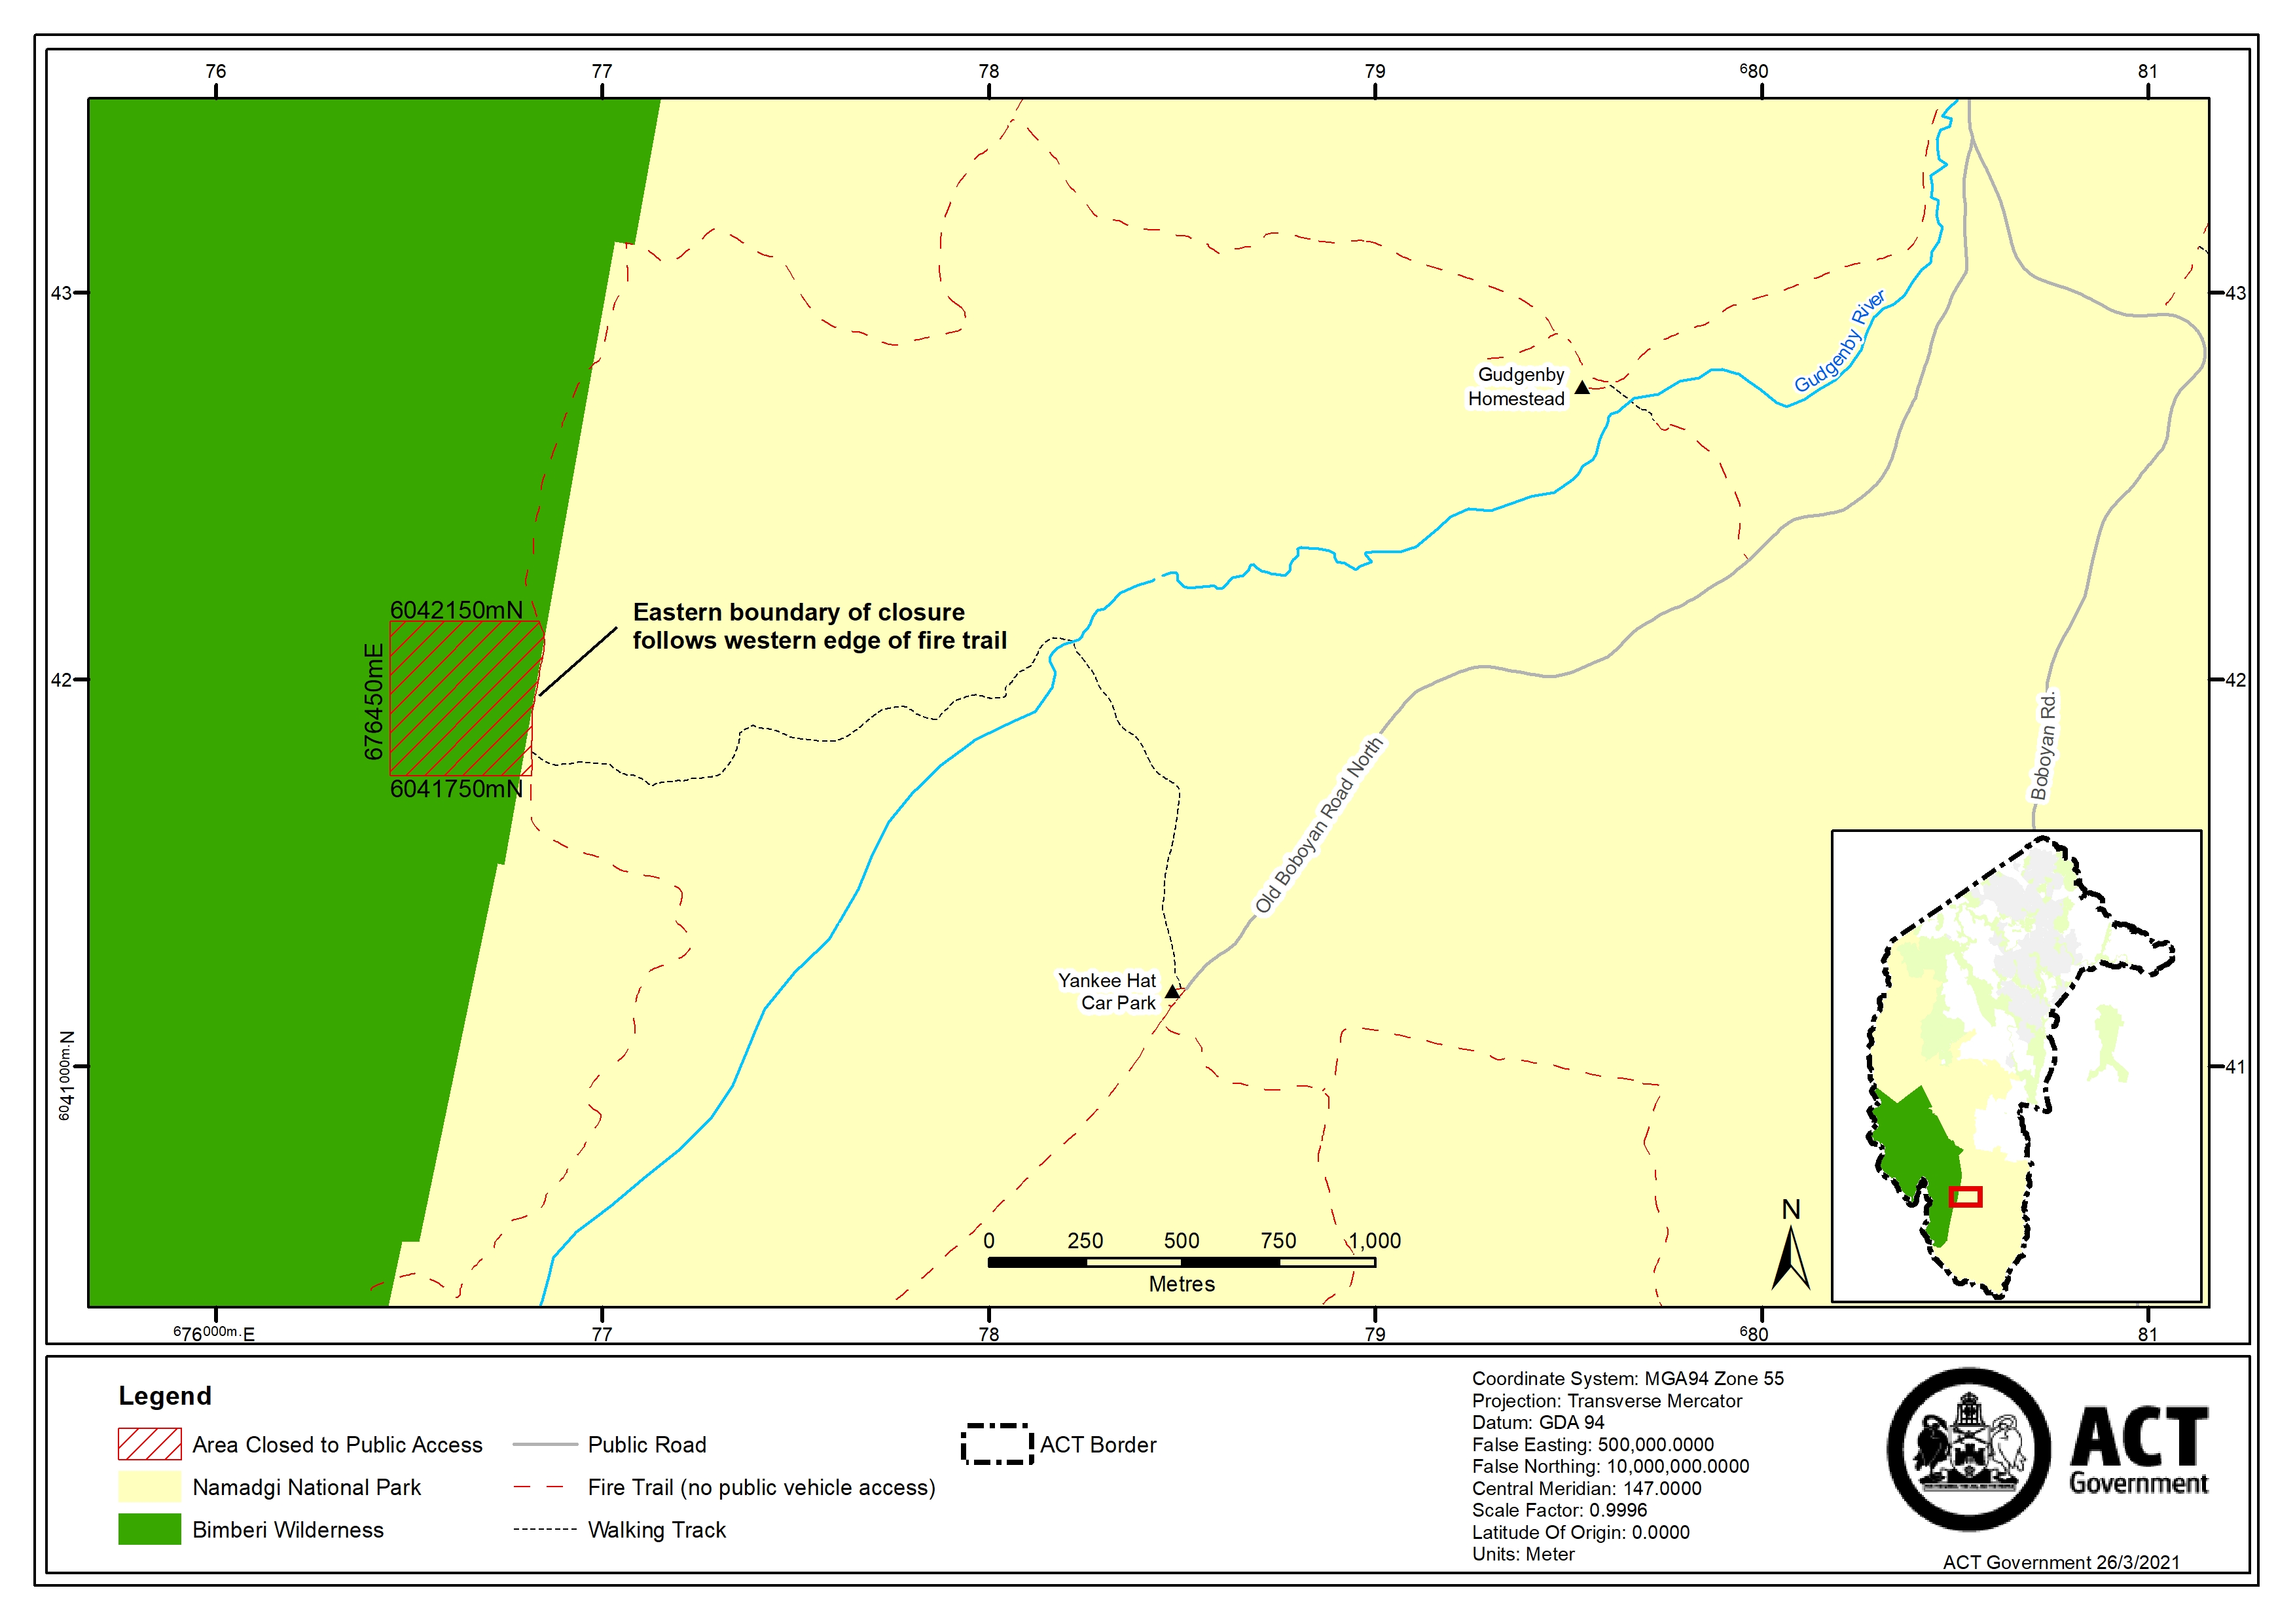 76 77 78 79 680 81
43 43
Gudgenby River
Gudgenby
Homestead
6042150mN
Eastern boundary of closure
follows western edge of fire trail
676450mE
42 42
6041750mN
Boboyan Rd.
Old Boboyan Road North
Yankee Hat
Car Park
6041000m.N 41
N
0 250 500 750 1,000
Metres
676000m.E 77 78 79 680 81
Legend
Area Closed to Public Access
Namadgi National Park
Bimberi Wilderness
Public Road
Fire Trail (no public vehicle access)
Walking Track
ACT Border
Coordinate System: MGA94 Zone 55
Projection: Transverse Mercator
Datum: GDA 94
False Easting: 500,000.0000
False Northing: 10,000,000.0000
Central Meridian: 147.0000
Scale Factor: 0.9996
Latitude Of Origin: 0.0000
Units: Meter
ACT
Government
ACT Government 26/3/2021